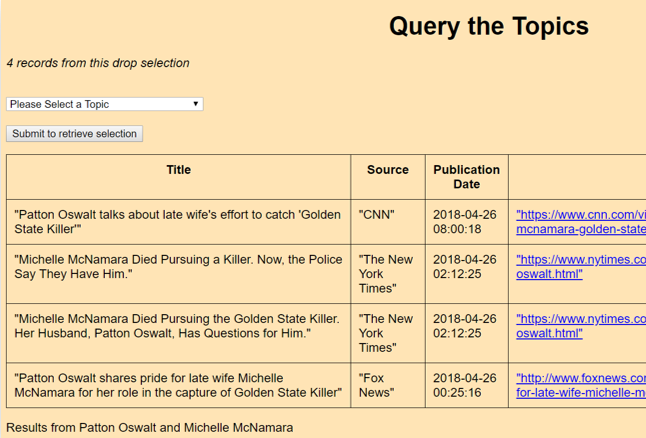 Query the Topics
4 records from this drop selection
Please Select a Topic
Submit to retrieve selection
Title
Source
Publication
Date
"Patton Oswalt talks about late wife's effort to catch 'Golden
State Killer'"
"CNN"
2018-04-26
08:00:18
"https://www.cnn.com/vi
mcnamara-golden-state
"Michelle McNamara Died Pursuing a Killer. Now, the Police
Say They Have Him."
"The New
York
Times"
2018-04-26
02:12:25
"https://www.nytimes.co
oswalt.html"
"Michelle McNamara Died Pursuing the Golden State Killer.
Her Husband, Patton Oswalt, Has Questions for Him."
"The New
York
Times"
2018-04-26
02:12:25
"https://www.nytimes.co
oswalt.html"
"Patton Oswalt shares pride for late wife Michelle
McNamara for her role in the capture of Golden State Killer"
"Fox
News"
2018-04-26
00:25:16
"http://www.foxnews.con
for-late-wife-michelle-m
Results from Patton Oswalt and Michelle McNamara